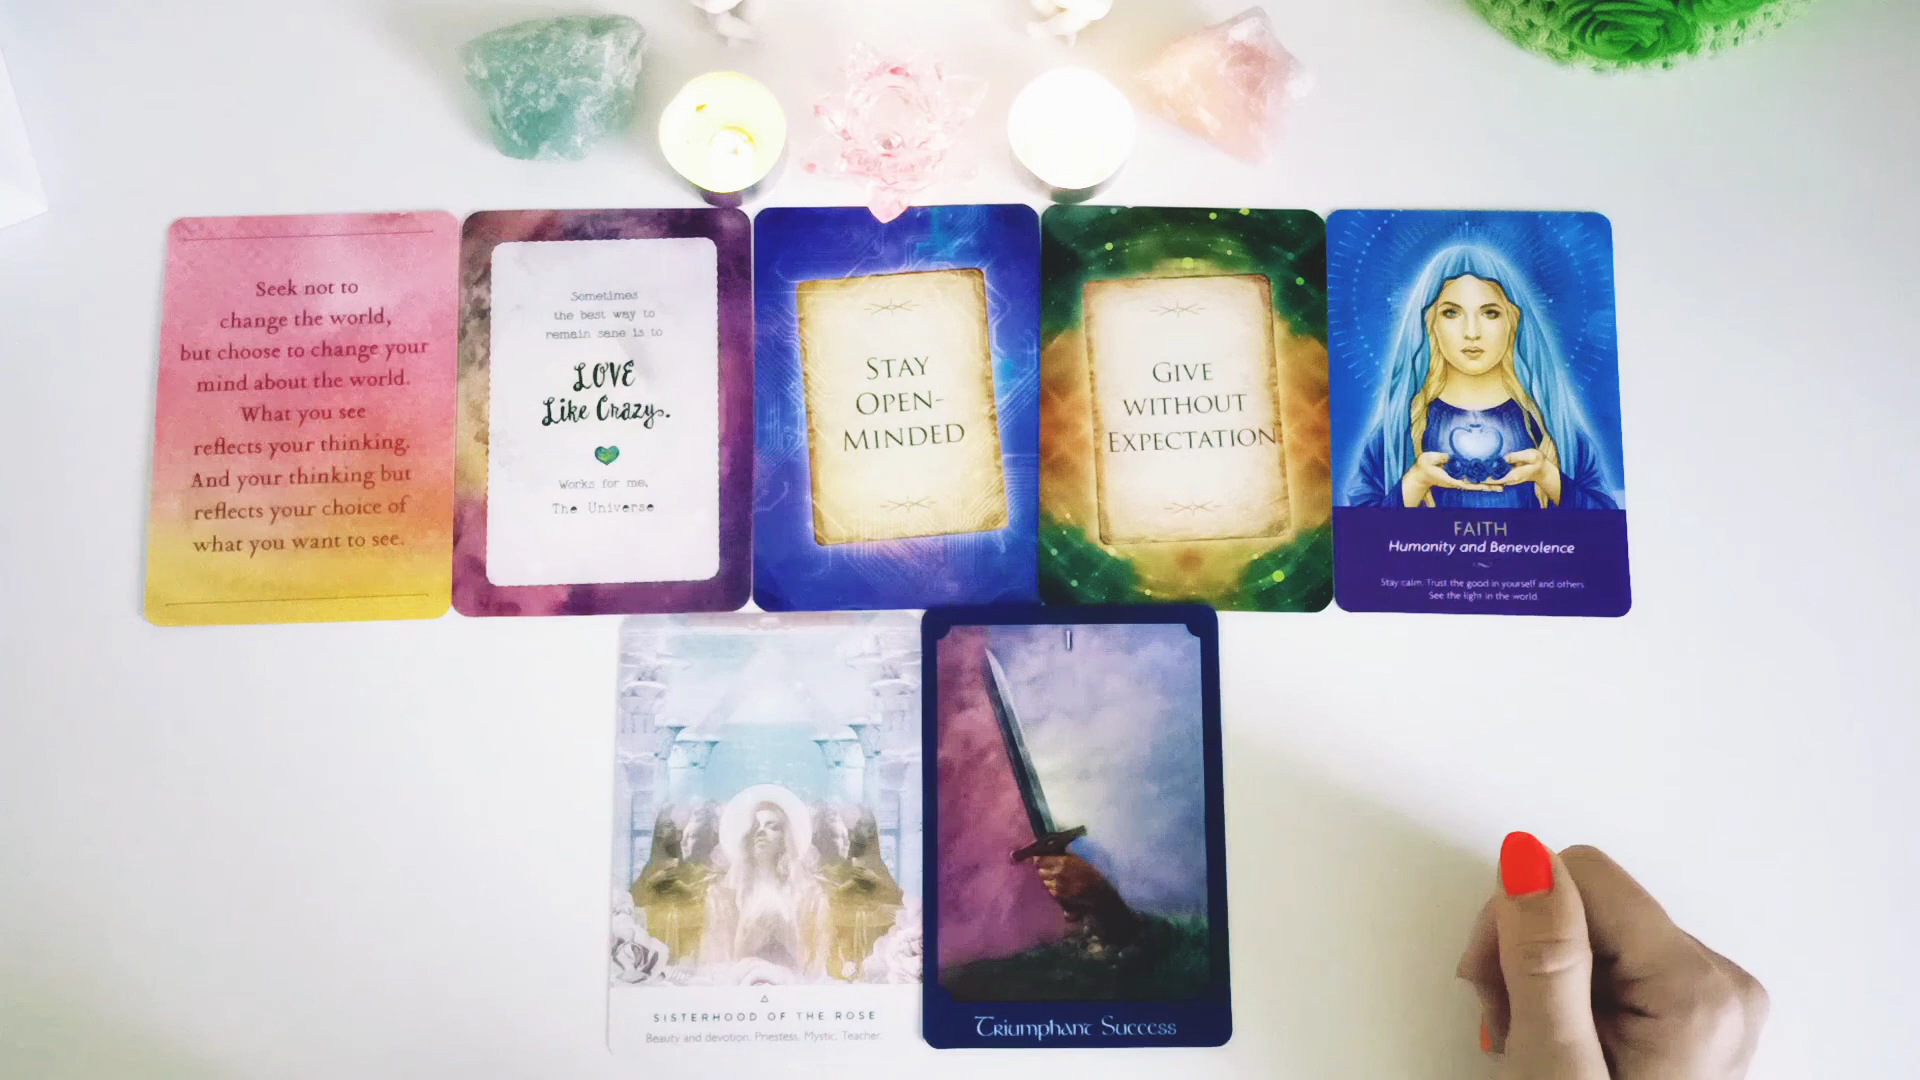 Seek not to
change the world,
but choose to change your
mind about the world.
What you see
reflects your thinking.
And your thinking but
reflects your choice of
what you want to see.
Sometimes
the best way to
remain sane is to
LOVE
Like Crazy.
Works for me,
The Universe
STAY
OPEN-
MINDED
GIVE
WITHOUT
EXPECTATION
FAITH
Humanity and Benevolence
Stay calm. Trust the good in yourself and others.
See the light in the world.
SISTERHOOD OF THE ROSE
Beauty and devotion. Priestess. Mystic. Teacher.
I
Triumphant Success